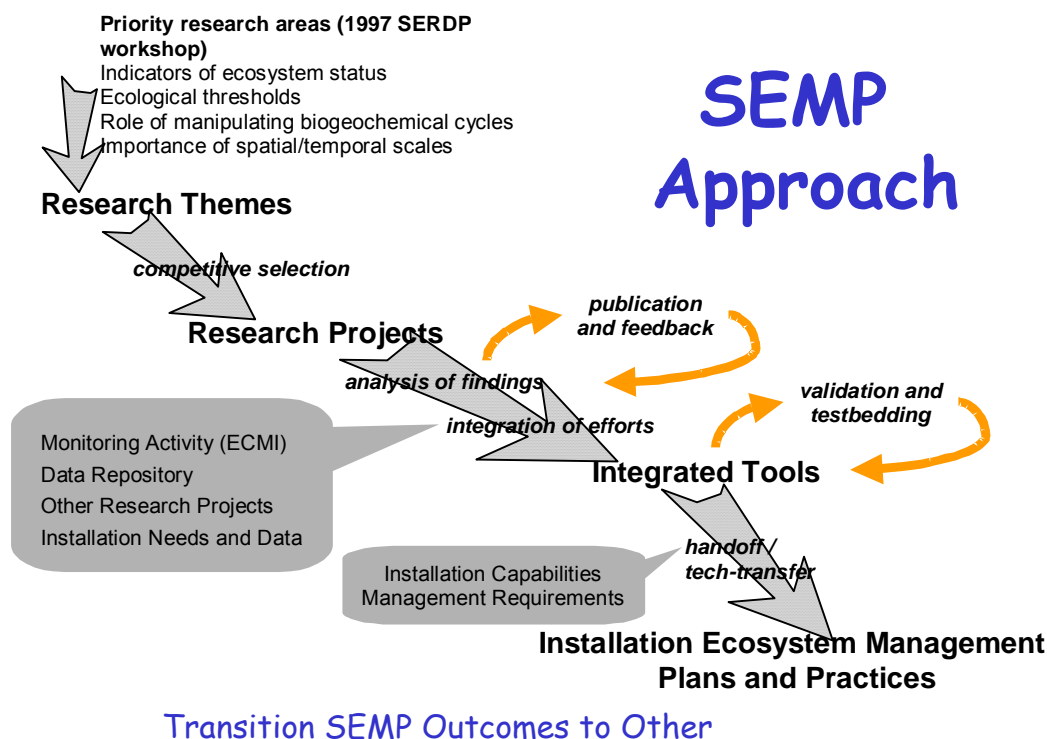 Priority research areas (1997 SERDP
workshop)
Indicators of ecosystem status
Ecological thresholds
Role of manipulating biogeochemical cycles
Importance of spatial/temporal scales
SEMP
Approach
Research Themes
competitive selection
Research Projects
publication
and feedback
analysis of findings
integration of efforts
validation and
testbedding
Monitoring Activity (ECMI)
Data Repository
Other Research Projects
Installation Needs and Data
Integrated Tools
handoff /
tech-transfer
Installation Capabilities
Management Requirements
Installation Ecosystem Management
Plans and Practices
Transition SEMP Outcomes to Other